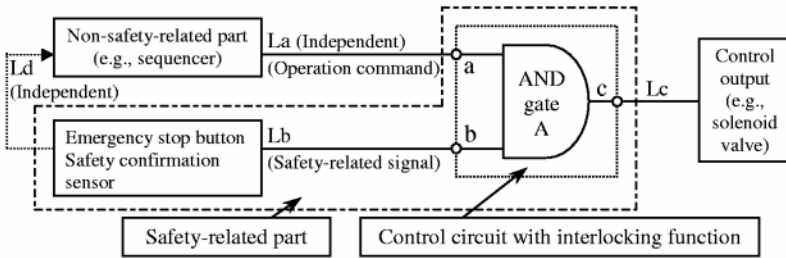 Non-safety-related part
(e.g., sequencer)
La (Independent)
(Operation command)
Ld
(Independent)
a
AND
gate
A
c
Lc
Control
output
(e.g.,
solenoid
valve)
Emergency stop button
Safety confirmation
sensor
Lb
(Safety-related signal)
b
Safety-related part
Control circuit with interlocking function